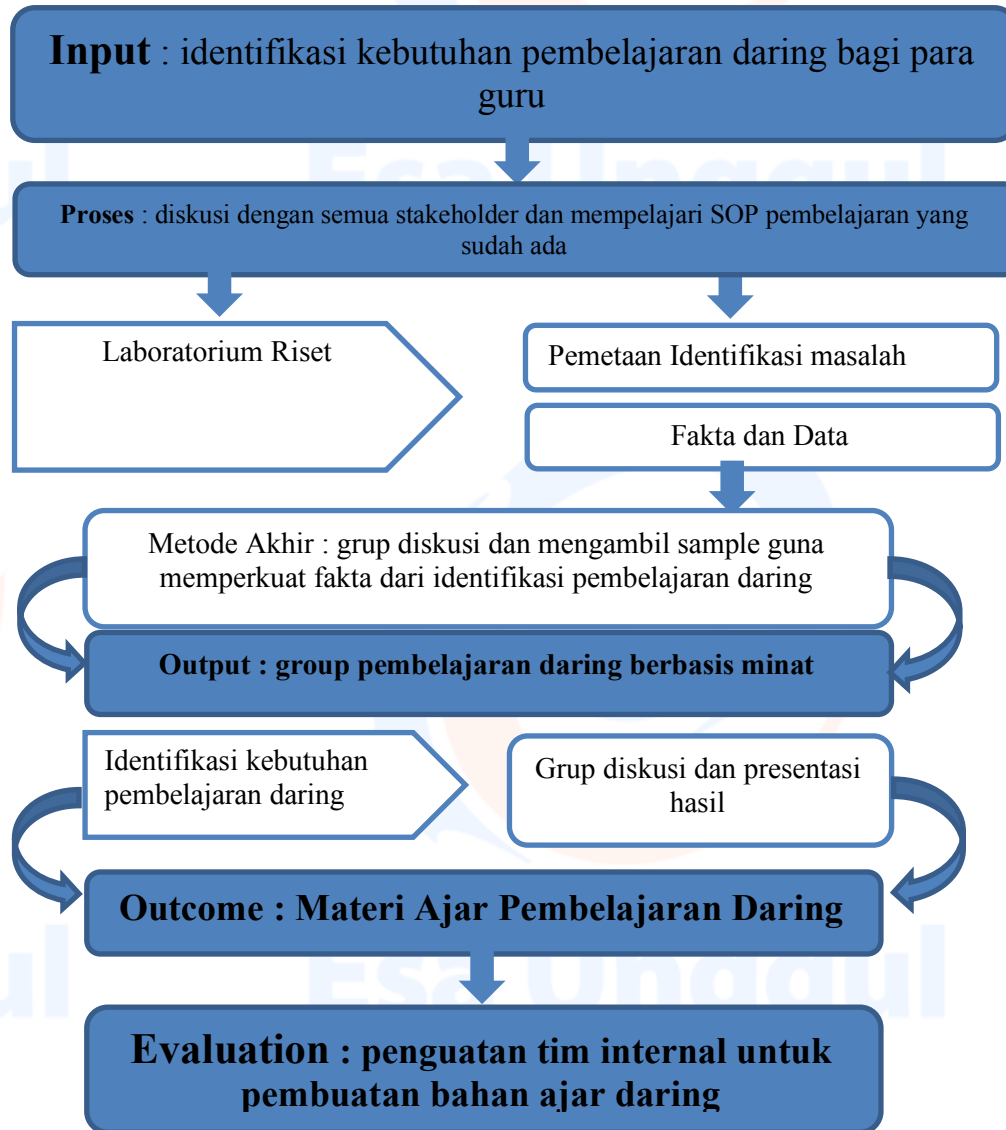 Input : identifikasi kebutuhan pembelajaran daring bagi para
guru
Proses : diskusi dengan semua stakeholder dan mempelajari SOP pembelajaran yang
sudah ada
Laboratorium Riset
Pemetaan Identifikasi masalah
Fakta dan Data
Metode Akhir : grup diskusi dan mengambil sample guna
memperkuat fakta dari identifikasi pembelajaran daring
Output : group pembelajaran daring berbasis minat
Identifikasi kebutuhan
pembelajaran daring
Grup diskusi dan presentasi
hasil
Outcome : Materi Ajar Pembelajaran Daring
Evaluation : penguatan tim internal untuk
pembuatan bahan ajar daring
Esa Unggul